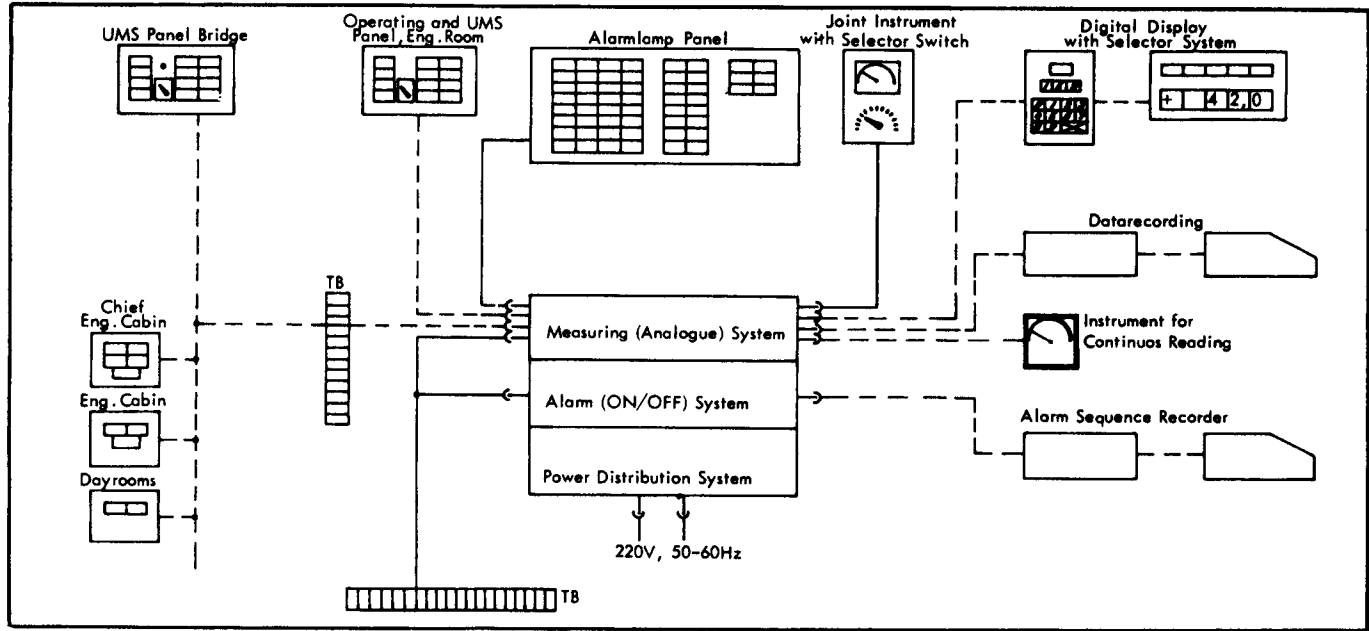 UMS Panel Bridge
Operating and UMS
Panel, Eng. Room
Alarmlamp Panel
Joint Instrument
with Selector Switch
Digital Display
with Selector System
+ 4 2,0
Datarecording
TB
Chief
Eng. Cabin
Measuring (Analogue) System
Instrument for
Continuos Reading
Eng. Cabin
Alarm (ON/OFF) System
Alarm Sequence Recorder
Dayrooms
Power Distribution System
220V, 50-60Hz
TB